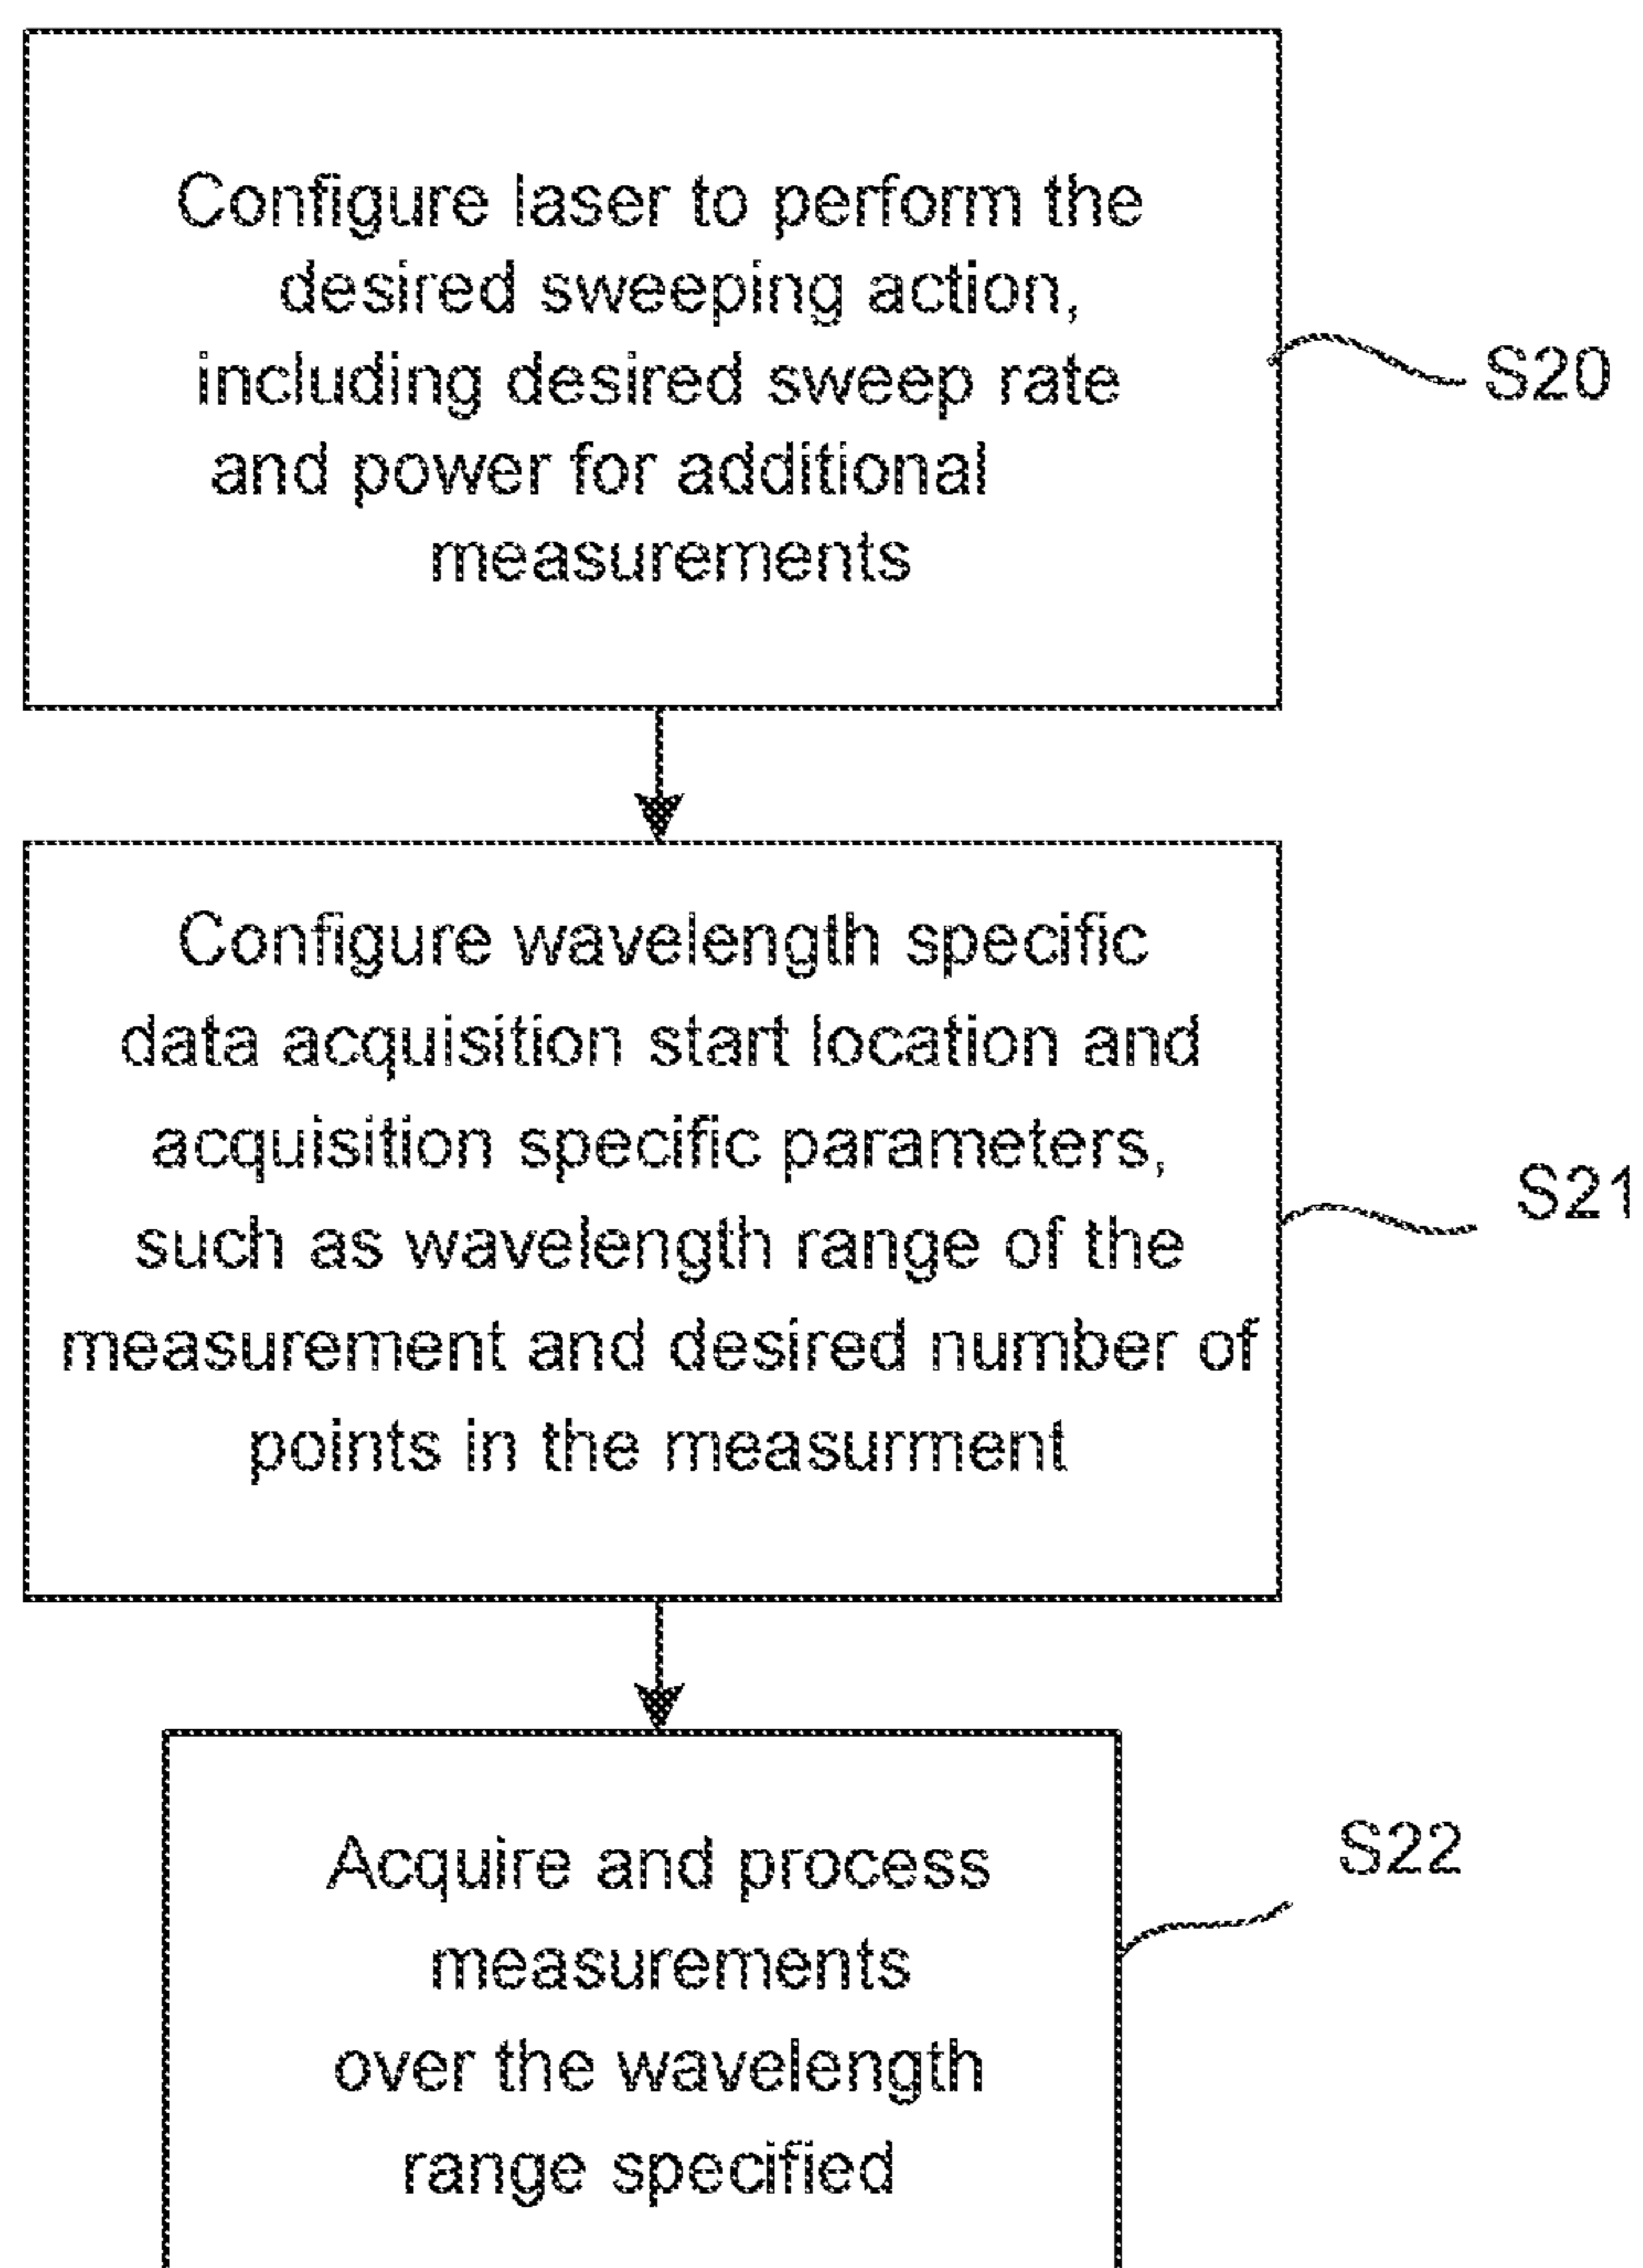 Configure laser to perform the
desired sweeping action,
including desired sweep rate
and power for additional
measurements
S20
Configure wavelength specific
data acquisition start location and
acquisition specific parameters,
such as wavelength range of the
measurement and desired number of
points in the measurment
S21
Acquire and process
measurements
over the wavelength
range specified
S22